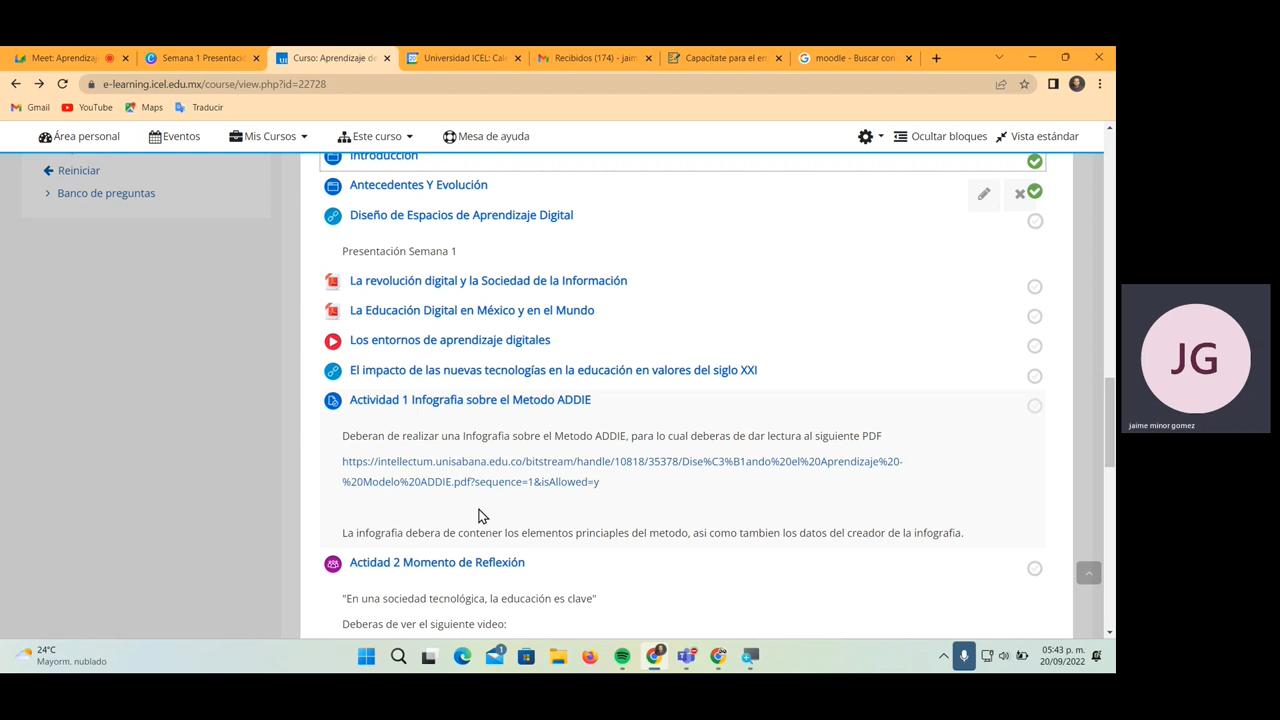 Meet: Aprendizaj
Semana 1 Presentació
Curso: Aprendizaje de
Universidad ICEL: Cale
Recibidos (174) - jaim
Capacítate para el em
moodle - Buscar con
e-learning.icel.edu.mx/course/view.php?id=22728
Gmail
YouTube
Maps
Traducir
Área personal
Eventos
Mis Cursos
Este curso
Mesa de ayuda
Ocultar bloques
Vista estándar
Reiniciar
Banco de preguntas
Introducción
Antecedentes Y Evolución
Diseño de Espacios de Aprendizaje Digital
Presentación Semana 1
La revolución digital y la Sociedad de la Información
La Educación Digital en México y en el Mundo
Los entornos de aprendizaje digitales
El impacto de las nuevas tecnologías en la educación en valores del siglo XXI
Actividad 1 Infografia sobre el Metodo ADDIE
Deberan de realizar una Infografia sobre el Metodo ADDIE, para lo cual deberas de dar lectura al siguiente PDF
https://intellectum.unisabana.edu.co/bitstream/handle/10818/35378/Dise%C3%B1ando%20el%20Aprendizaje%20-
%20Modelo%20ADDIE.pdf?sequence=1&isAllowed=y
La infografia debera de contener los elementos princiaples del metodo, asi como tambien los datos del creador de la infografia.
Actidad 2 Momento de Reflexión
"En una sociedad tecnológica, la educación es clave"
Deberas de ver el siguiente video:
JG
jaime minor gomez
24°C
Mayorm. nublado
05:43 p. m.
20/09/2022